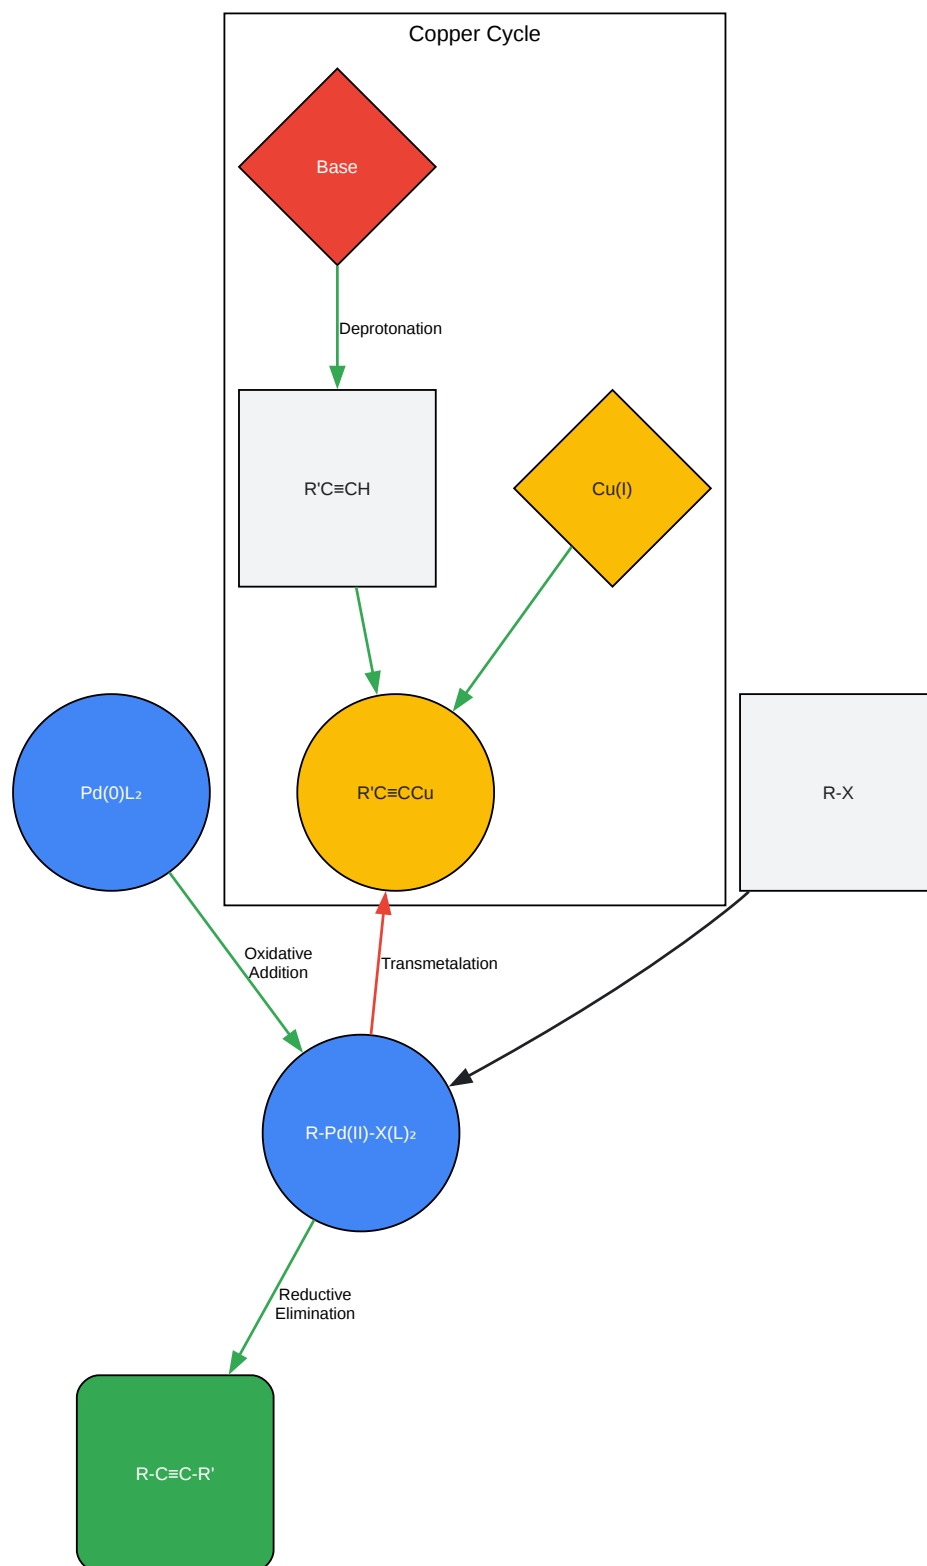 Copper Cycle
Base
Deprotonation
R'C≡CH
Cu(I)
Pd(0)L₂
R'C≡CCu
R-X
Oxidative
Addition
Transmetalation
R-Pd(II)-X(L)₂
Reductive
Elimination
R-C≡C-R'